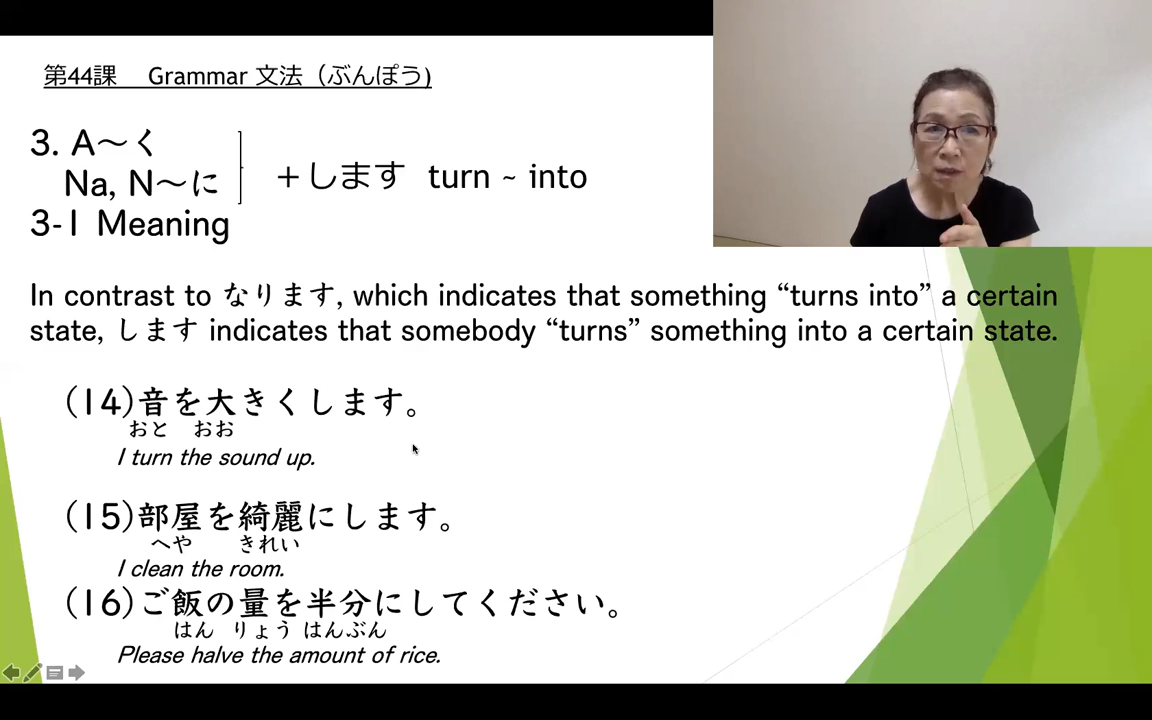 第44課 Grammar 文法（ぶんぽう)
3. A～く
Na, N～に
＋します turn ~ into
3-1 Meaning
In contrast to なります, which indicates that something “turns into” a certain
state, します indicates that somebody “turns” something into a certain state.
(14)音を大きくします。
おと おお
I turn the sound up.
(15)部屋を綺麗にします。
へや きれい
I clean the room.
(16)ご飯の量を半分にしてください。
はん りょう はんぶん
Please halve the amount of rice.